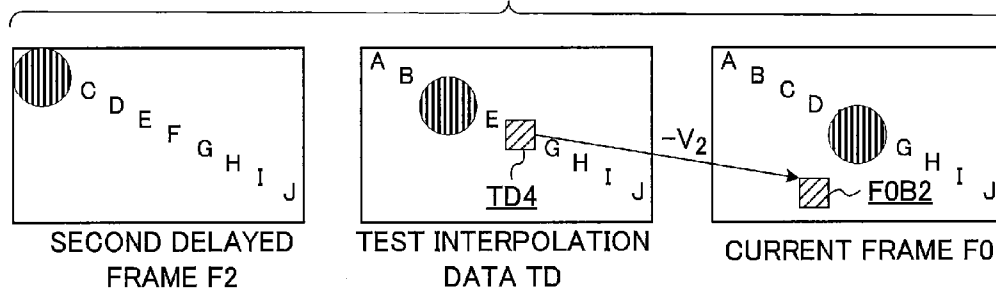 C D E F G H I J
A B E G H I J
TD4
-V2
A B C D G H I J
F0B2
SECOND DELAYED
FRAME F2
TEST INTERPOLATION
DATA TD
CURRENT FRAME F0